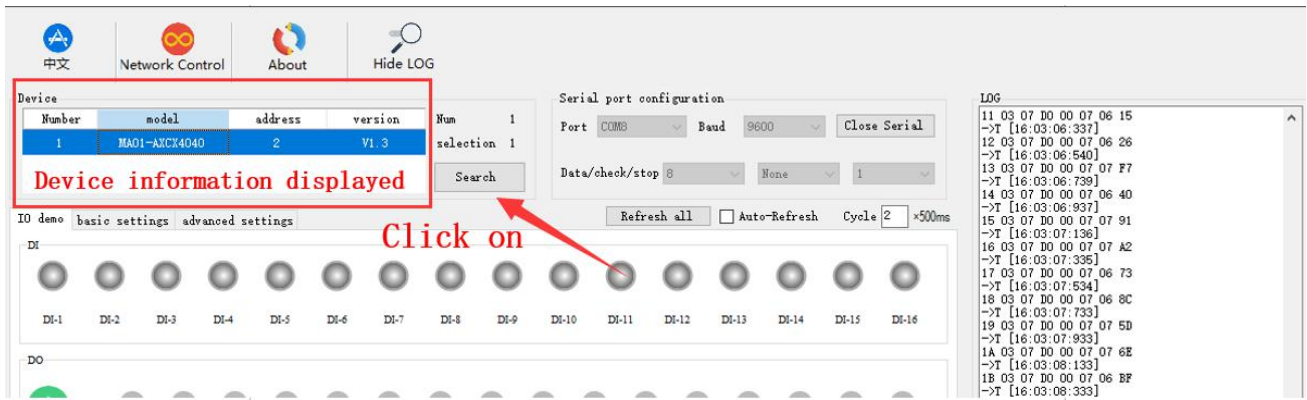 中文 Network Control About Hide LOG
Device
Number model address version
1 MA01-AXCX4040 2 V1.3
Device information displayed
Num 1
selection 1
Search
Serial port configuration
Port COM8 Baud 9600 Close Serial
Data/check/stop 8 None 1
IO demo basic settings advanced settings
Refresh all Auto-Refresh Cycle 2 ×500ms
Click on
DI
DI-1 DI-2 DI-3 DI-4 DI-5 DI-6 DI-7 DI-8 DI-9 DI-10 DI-11 DI-12 DI-13 DI-14 DI-15 DI-16
DO
LOG
11 03 07 D0 00 07 06 15
->T [16:03:06:337]
12 03 07 D0 00 07 06 26
->T [16:03:06:540]
13 03 07 D0 00 07 07 F7
->T [16:03:06:739]
14 03 07 D0 00 07 06 40
->T [16:03:06:937]
15 03 07 D0 00 07 07 91
->T [16:03:07:136]
16 03 07 D0 00 07 07 A2
->T [16:03:07:335]
17 03 07 D0 00 07 06 73
->T [16:03:07:534]
18 03 07 D0 00 07 06 8C
->T [16:03:07:733]
19 03 07 D0 00 07 07 5D
->T [16:03:07:933]
1A 03 07 D0 00 07 07 6E
->T [16:03:08:133]
1B 03 07 D0 00 07 06 BF
->T [16:03:08:333]